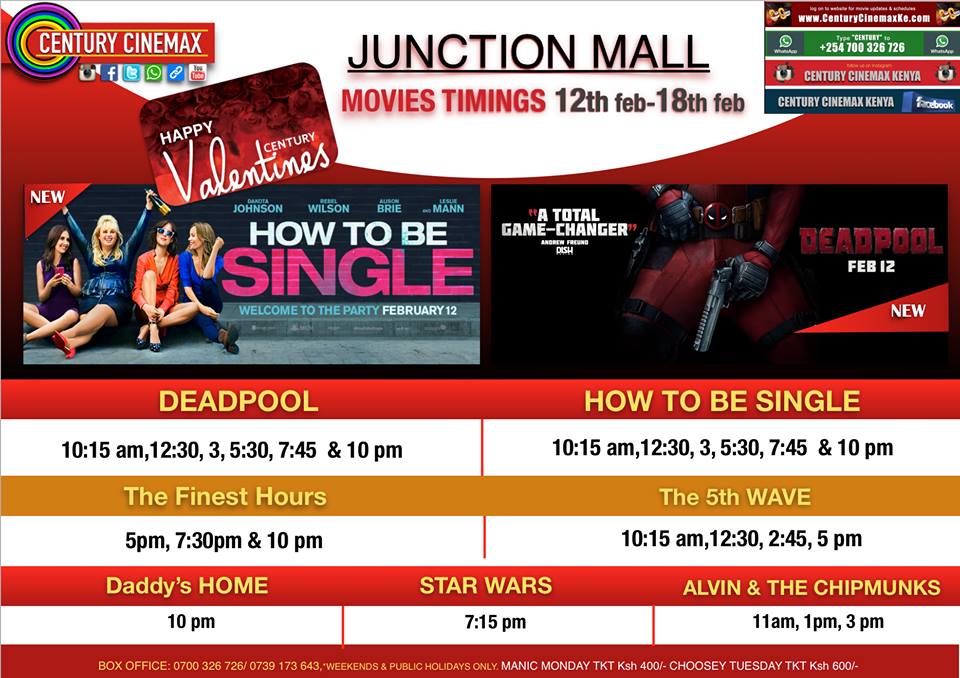 CENTURY CINEMAX
You
Tube
JUNCTION MALL
MOVIES TIMINGS 12th feb-18th feb
log on to website for movie updates & schedules
www.CenturyCinemaxKe.com
Type "CENTURY" to
+254 700 326 726
WhatsApp
WhatsApp
follow us on instagram
CENTURY CINEMAX KENYA
CENTURY CINEMAX KENYA
facebook
HAPPY
CENTURY
Valentines
NEW
DAKOTA JOHNSON
REBEL WILSON
ALISON BRIE
AND LESLIE MANN
HOW TO BE
SINGLE
WELCOME TO THE PARTY FEBRUARY 12
"A TOTAL
GAME-CHANGER"
ANDREW FREUND
DISH
DEADPOOL
FEB 12
NEW
DEADPOOL
HOW TO BE SINGLE
10:15 am,12:30, 3, 5:30, 7:45 & 10 pm
10:15 am,12:30, 3, 5:30, 7:45 & 10 pm
The Finest Hours
The 5th WAVE
5pm, 7:30pm & 10 pm
10:15 am,12:30, 2:45, 5 pm
Daddy's HOME
STAR WARS
ALVIN & THE CHIPMUNKS
10 pm
7:15 pm
11am, 1pm, 3 pm
BOX OFFICE: 0700 326 726/ 0739 173 643,*WEEKENDS & PUBLIC HOLIDAYS ONLY. MANIC MONDAY TKT Ksh 400/- CHOOSEY TUESDAY TKT Ksh 600/-